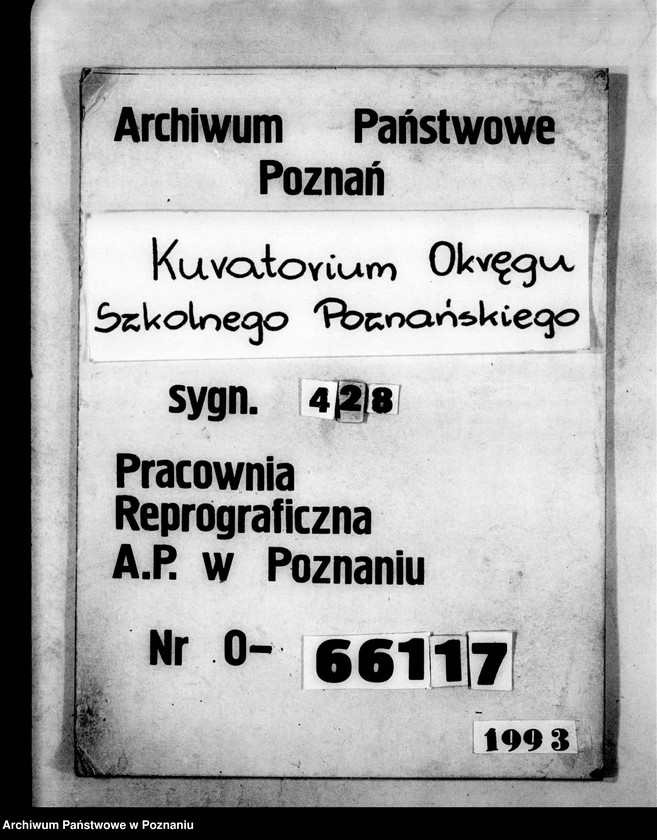 Archiwum Państwowe
Poznań
Kuratorium Okręgu
Szkolnego Poznańskiego
sygn. 428
Pracownia
Reprograficzna
A.P. w Poznaniu
Nr 0- 66117
1993
Archiwum Państwowe w Poznaniu